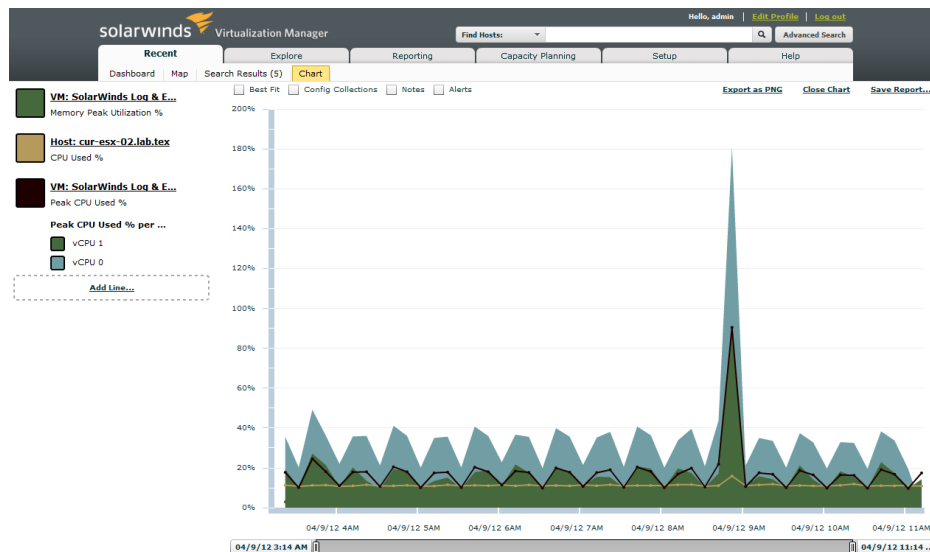 Hello, admin | Edit Profile | Log out
solarwinds Virtualization Manager
Find Hosts: Advanced Search
Recent Explore Reporting Capacity Planning Setup Help
Dashboard | Map | Search Results (5) Chart
Best Fit Config Collections Notes Alerts Export as PNG Close Chart Save Report...
VM: SolarWinds Log & E...
Memory Peak Utilization %
Host: cur-esx-02.lab.tex
CPU Used %
VM: SolarWinds Log & E...
Peak CPU Used %
Peak CPU Used % per ...
vCPU 1
vCPU 0
Add Line...
200%
180%
160%
140%
120%
100%
80%
60%
40%
20%
0%
04/9/12 4AM 04/9/12 5AM 04/9/12 6AM 04/9/12 7AM 04/9/12 8AM 04/9/12 9AM 04/9/12 10AM 04/9/12 11AM
04/9/12 3:14 AM 04/9/12 11:14 ..